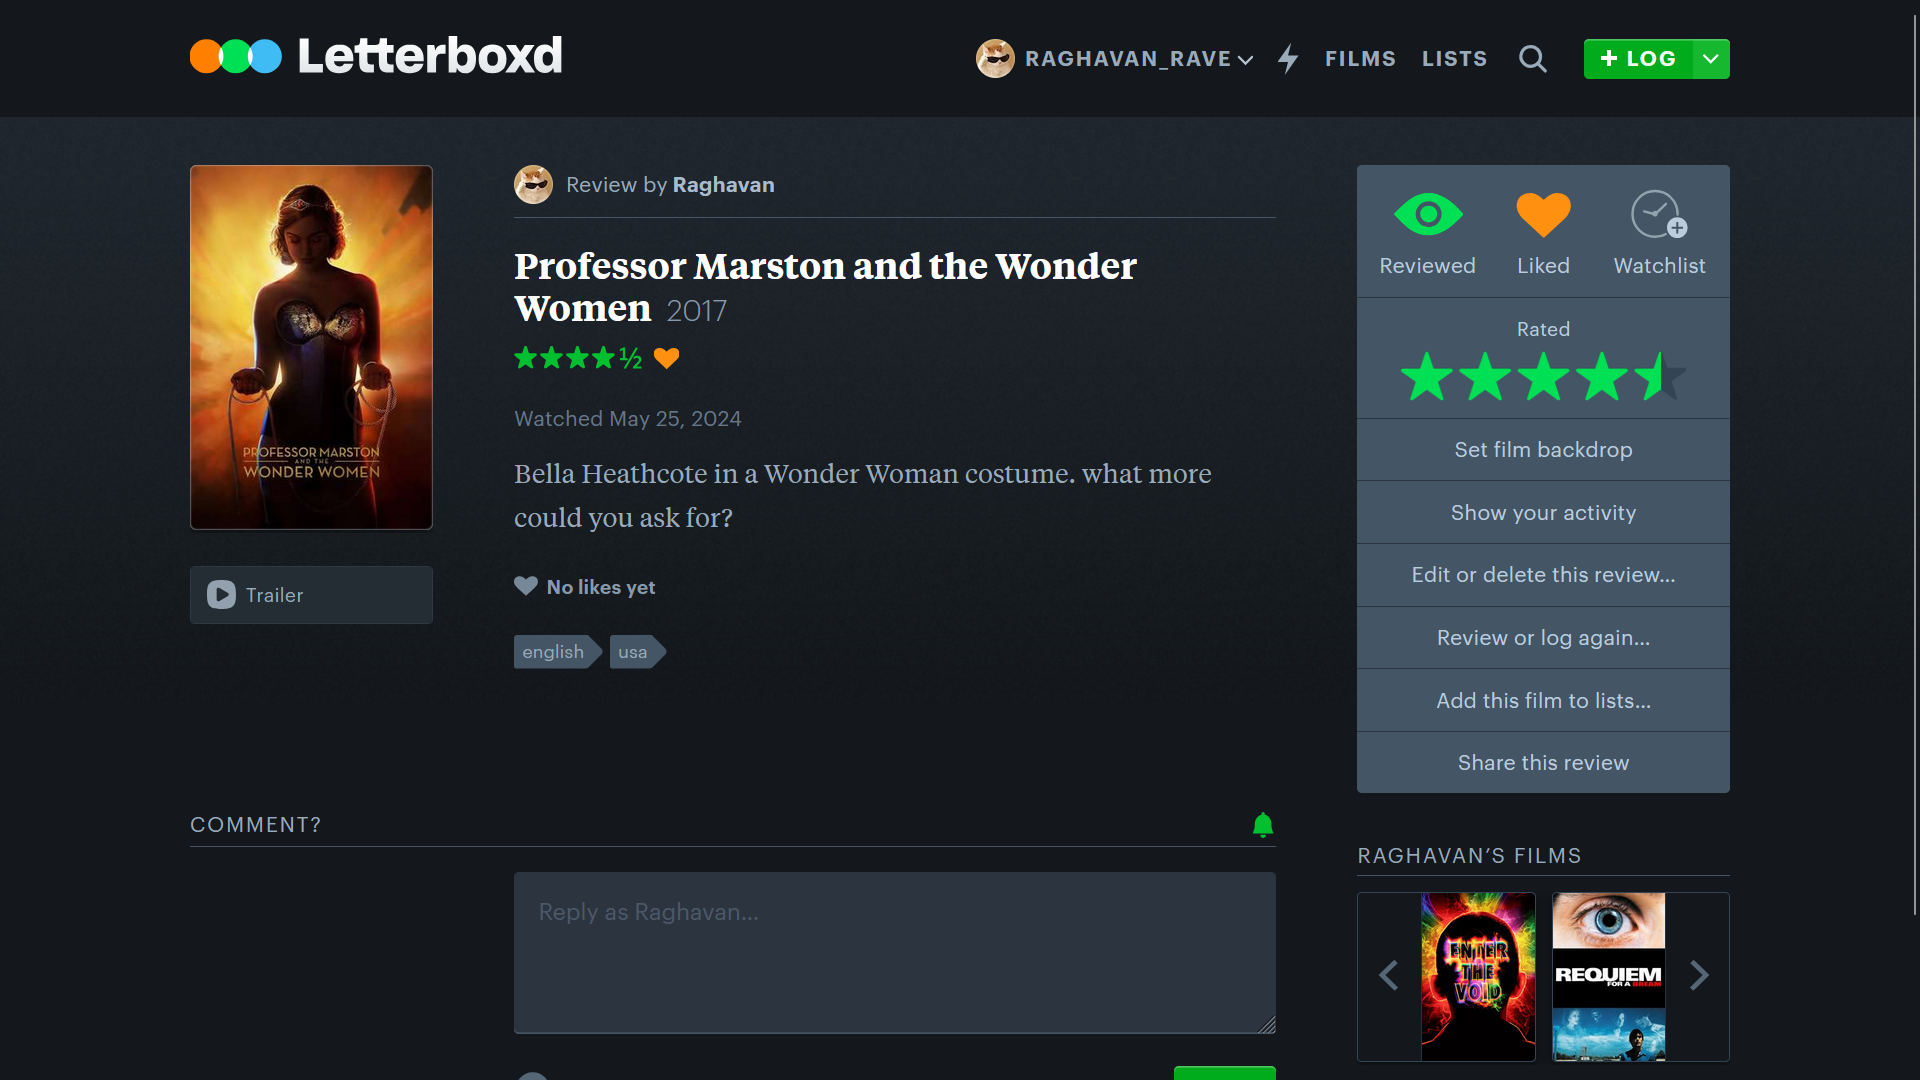 Letterboxd
RAGHAVAN_RAVE
FILMS
LISTS
+ LOG
PROFESSOR MARSTON
AND THE
WONDER WOMEN
Trailer
Review by Raghavan
Professor Marston and the Wonder
Women 2017
★★★★½
Watched May 25, 2024
Bella Heathcote in a Wonder Woman costume. what more
could you ask for?
No likes yet
english
usa
Reviewed
Liked
Watchlist
Rated
Set film backdrop
Show your activity
Edit or delete this review…
Review or log again…
Add this film to lists…
Share this review
COMMENT?
Reply as Raghavan…
RAGHAVAN’S FILMS
ENTER
THE
VOID
REQUIEM
FOR A DREAM